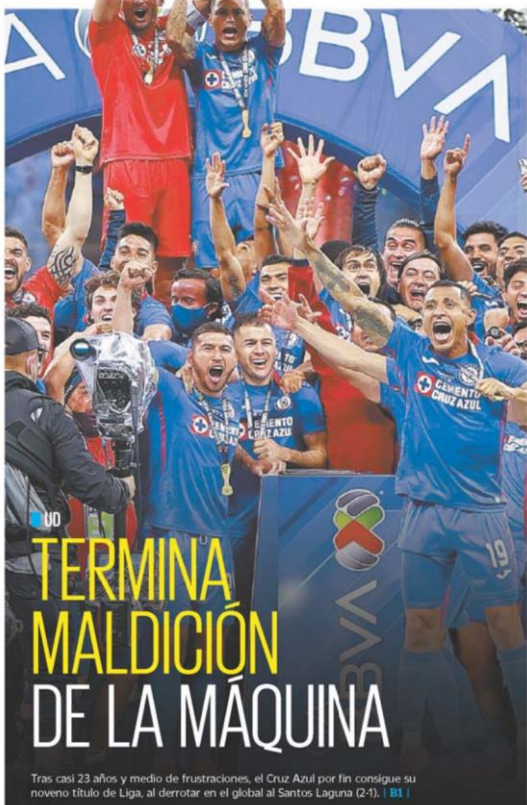 A BBVA
CRUZ AZUL
CEMENTO
CRUZ AZUL
CEMENTO
CRUZ AZUL
19
BBVA
UD
TERMINA
MALDICIÓN
DE LA MÁQUINA
Tras casi 23 años y medio de frustraciones, el Cruz Azul por fin consigue su
noveno título de Liga, al derrotar en el global al Santos Laguna (2-1). | B1 |